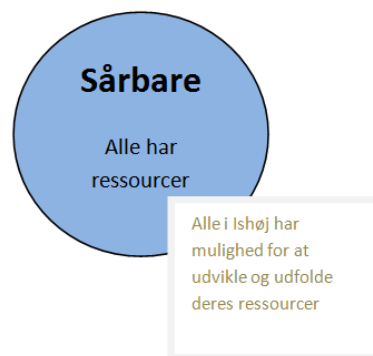 Sårbare
Alle har
ressourcer
Alle i Ishøj har
mulighed for at
udvikle og udfolde
deres ressourcer